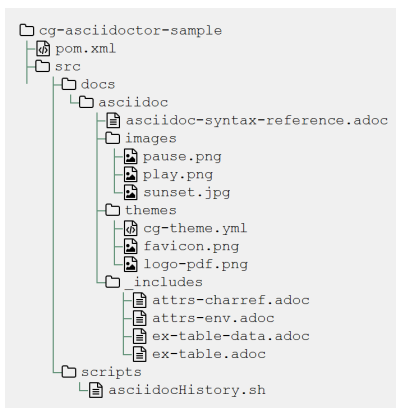 cg-asciidoctor-sample
pom.xml
src
docs
asciidoc
asciidoc-syntax-reference.adoc
images
pause.png
play.png
sunset.jpg
themes
cg-theme.yml
favicon.png
logo-pdf.png
_includes
attrs-charref.adoc
attrs-env.adoc
ex-table-data.adoc
ex-table.adoc
scripts
asciidocHistory.sh